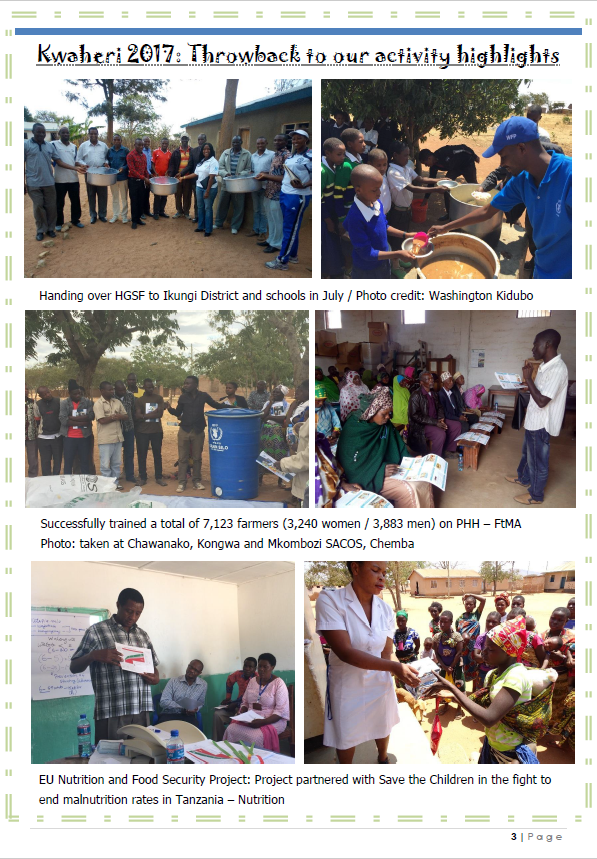 Kwaheri 2017: Throwback to our activity highlights
WFP
Handing over HGSF to Ikungi District and schools in July / Photo credit: Washington Kidubo
Successfully trained a total of 7,123 farmers (3,240 women / 3,883 men) on PHH – FtMA
Photo: taken at Chawanako, Kongwa and Mkombozi SACOS, Chemba
EU Nutrition and Food Security Project: Project partnered with Save the Children in the fight to
end malnutrition rates in Tanzania – Nutrition
3 | Page